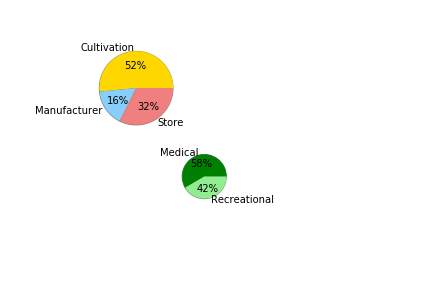 Cultivation
52%
16%
32%
Manufacturer
Store
Medical
58%
42%
Recreational